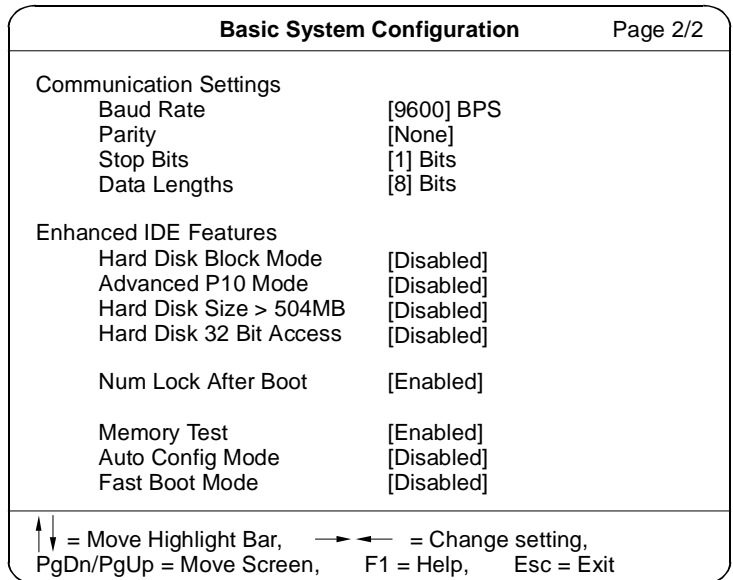 Basic System Configuration Page 2/2
Communication Settings
Baud Rate [9600] BPS
Parity [None]
Stop Bits [1] Bits
Data Lengths [8] Bits
Enhanced IDE Features
Hard Disk Block Mode [Disabled]
Advanced P10 Mode [Disabled]
Hard Disk Size > 504MB [Disabled]
Hard Disk 32 Bit Access [Disabled]
Num Lock After Boot [Enabled]
Memory Test [Enabled]
Auto Config Mode [Disabled]
Fast Boot Mode [Disabled]
↑↓ = Move Highlight Bar, → ← = Change setting,
PgDn/PgUp = Move Screen, F1 = Help, Esc = Exit